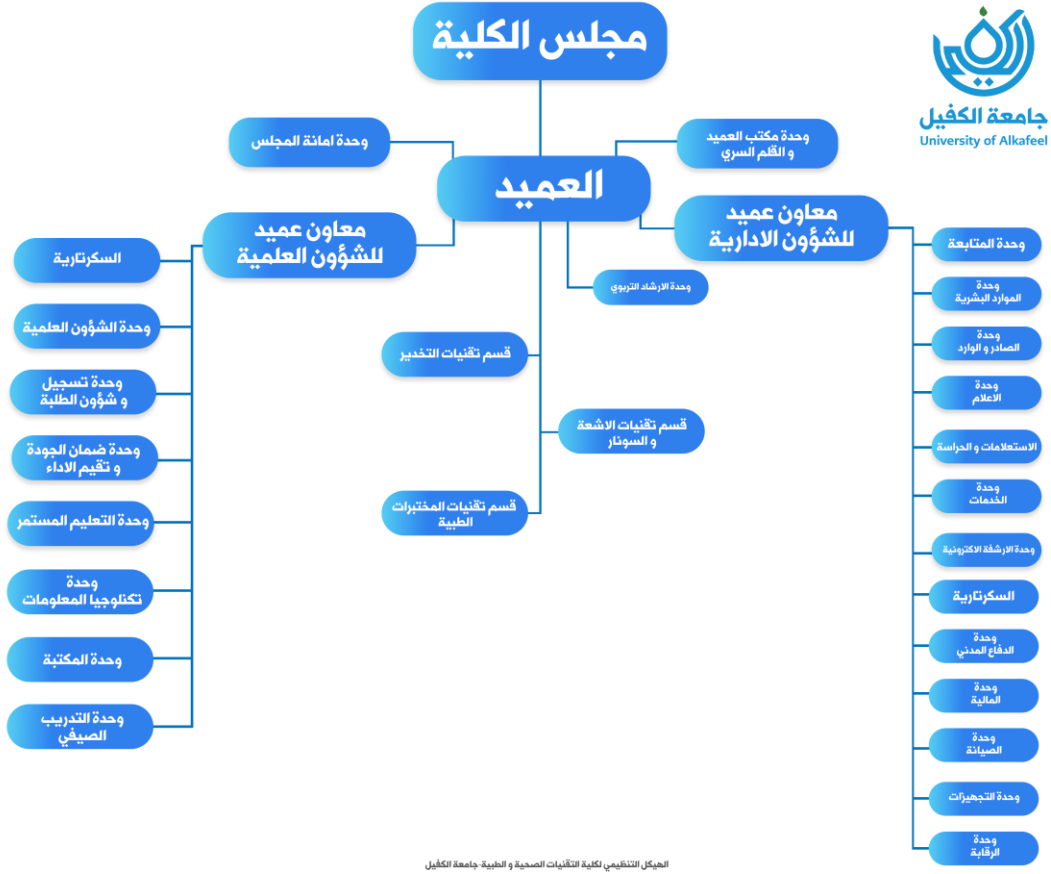 مجلس الكلية
جامعة الكفيل
University of Alkafeel
وحدة مكتب العميد
و القلم السري
وحدة امانة المجلس
العميد
معاون عميد
للشؤون الادارية
معاون عميد
للشؤون العلمية
وحدة الارشاد التربوي
قسم تقنيات التخدير
قسم تقنيات الاشعة
و السونار
قسم تقنيات المختبرات
الطبية
وحدة المتابعة
وحدة
الموارد البشرية
وحدة
الصادر و الوارد
وحدة
الاعلام
الاستعلامات و الحراسة
وحدة
الخدمات
وحدة الارشفة الاكترونية
السكرتارية
وحدة
الدفاع المدني
وحدة
المالية
وحدة
الصيانة
وحدة التجهيزات
وحدة
الرقابة
السكرتارية
وحدة الشؤون العلمية
وحدة تسجيل
و شؤون الطلبة
وحدة ضمان الجودة
و تقيم الاداء
وحدة التعليم المستمر
وحدة
تكنلوجيا المعلومات
وحدة المكتبة
وحدة التدريب
الصيفي
الهيكل التنظيمي لكلية التقنيات الصحية و الطبية-جامعة الكفيل